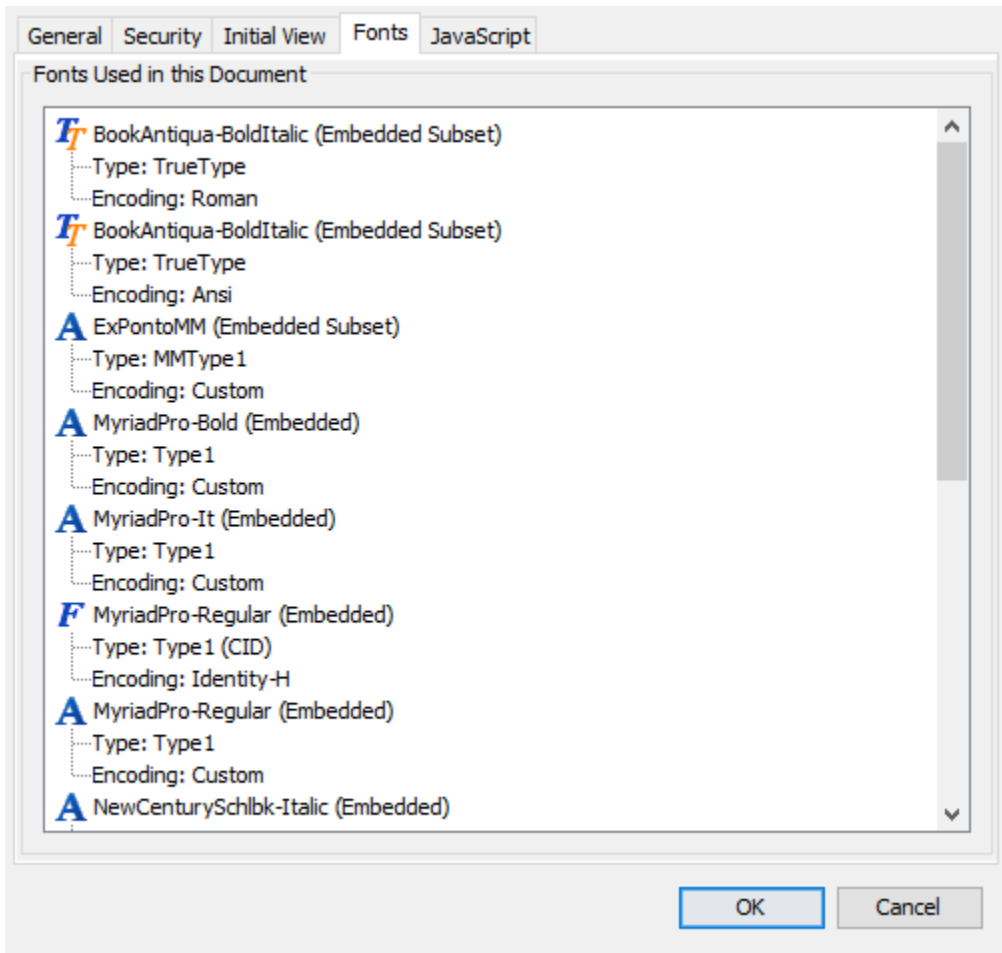 General Security Initial View Fonts JavaScript
Fonts Used in this Document
BookAntiqua-BoldItalic (Embedded Subset)
Type: TrueType
Encoding: Roman
BookAntiqua-BoldItalic (Embedded Subset)
Type: TrueType
Encoding: Ansi
ExPontoMM (Embedded Subset)
Type: MMType1
Encoding: Custom
MyriadPro-Bold (Embedded)
Type: Type1
Encoding: Custom
MyriadPro-It (Embedded)
Type: Type1
Encoding: Custom
MyriadPro-Regular (Embedded)
Type: Type1 (CID)
Encoding: Identity-H
MyriadPro-Regular (Embedded)
Type: Type1
Encoding: Custom
NewCenturySchlbk-Italic (Embedded)
OK Cancel